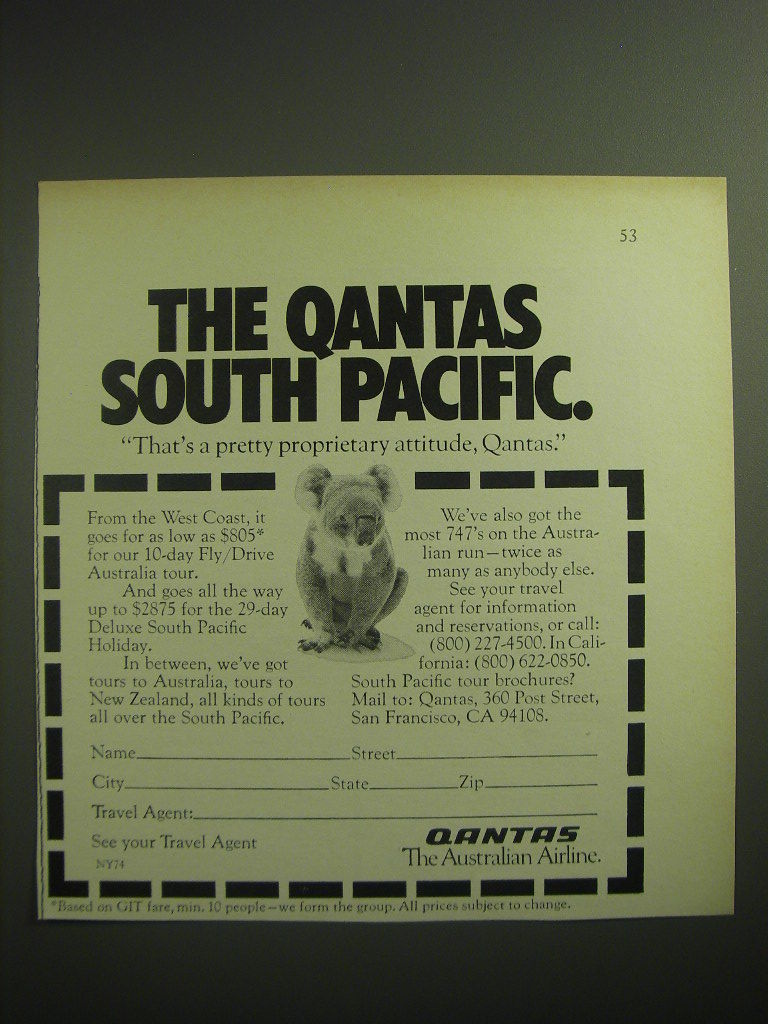 53
THE QANTAS
SOUTH PACIFIC.
“That's a pretty proprietary attitude, Qantas.”
From the West Coast, it
goes for as low as $805*
for our 10-day Fly/Drive
Australia tour.
And goes all the way
up to $2875 for the 29-day
Deluxe South Pacific
Holiday.
In between, we've got
tours to Australia, tours to
New Zealand, all kinds of tours
all over the South Pacific.
We've also got the
most 747's on the Austra-
lian run—twice as
many as anybody else.
See your travel
agent for information
and reservations, or call:
(800) 227-4500. In Cali-
fornia: (800) 622-0850.
South Pacific tour brochures?
Mail to: Qantas, 360 Post Street,
San Francisco, CA 94108.
Name Street
City State Zip
Travel Agent:
See your Travel Agent
NY74
QANTAS
The Australian Airline.
*Based on GIT fare, min. 10 people—we form the group. All prices subject to change.